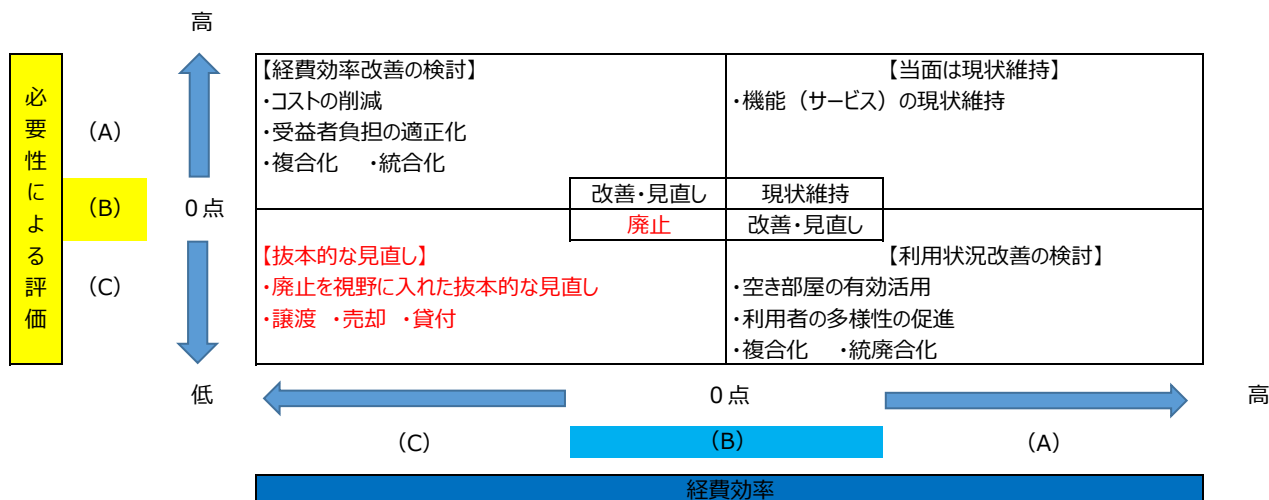 高
必要性による評価
(A)
(B)
(C)
0点
低
【経費効率改善の検討】
・コストの削減
・受益者負担の適正化
・複合化　・統合化
【当面は現状維持】
・機能（サービス）の現状維持
改善・見直し
現状維持
廃止
改善・見直し
【抜本的な見直し】
・廃止を視野に入れた抜本的な見直し
・譲渡 ・売却 ・貸付
【利用状況改善の検討】
・空き部屋の有効活用
・利用者の多様性の促進
・複合化　・統廃合化
0点
高
(C)
(B)
(A)
経費効率